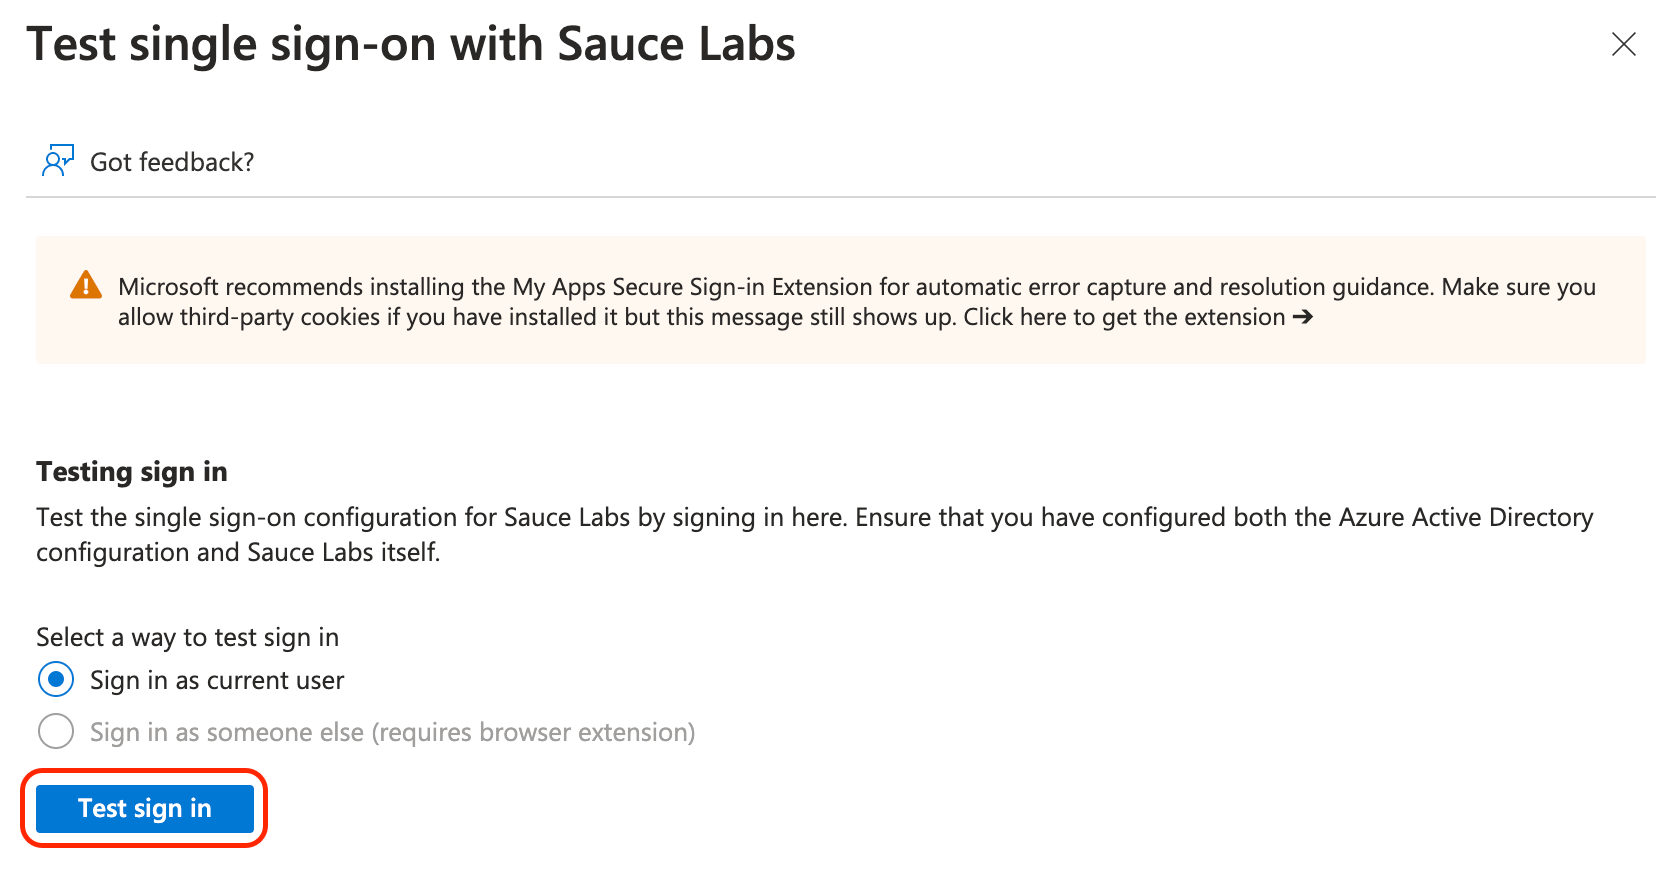 Test single sign-on with Sauce Labs
Got feedback?
Microsoft recommends installing the My Apps Secure Sign-in Extension for automatic error capture and resolution guidance. Make sure you
allow third-party cookies if you have installed it but this message still shows up. Click here to get the extension ➔
Testing sign in
Test the single sign-on configuration for Sauce Labs by signing in here. Ensure that you have configured both the Azure Active Directory
configuration and Sauce Labs itself.
Select a way to test sign in
Sign in as current user
Sign in as someone else (requires browser extension)
Test sign in